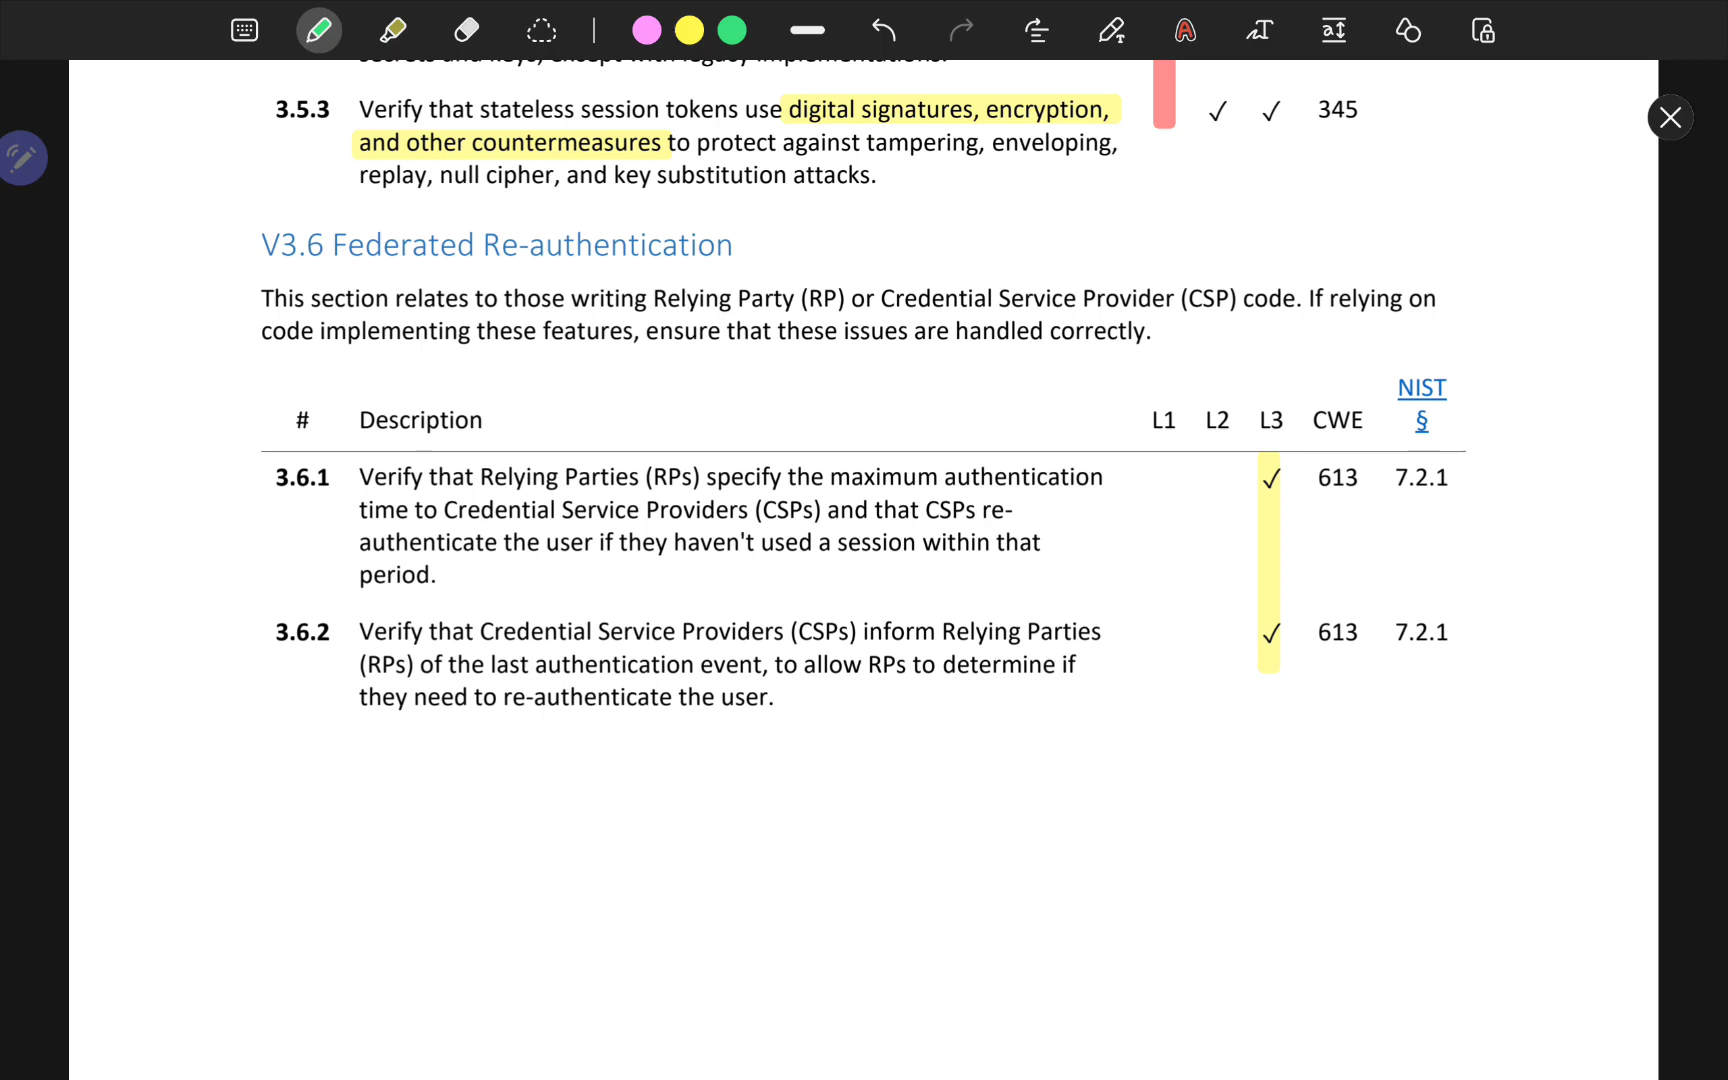 secrets and keys, except with legacy implementations.
3.5.3 Verify that stateless session tokens use digital signatures, encryption, ✓ ✓ 345
and other countermeasures to protect against tampering, enveloping,
replay, null cipher, and key substitution attacks.
V3.6 Federated Re-authentication
This section relates to those writing Relying Party (RP) or Credential Service Provider (CSP) code. If relying on
code implementing these features, ensure that these issues are handled correctly.
NIST
# Description L1 L2 L3 CWE §
3.6.1 Verify that Relying Parties (RPs) specify the maximum authentication ✓ 613 7.2.1
time to Credential Service Providers (CSPs) and that CSPs re-
authenticate the user if they haven't used a session within that
period.
3.6.2 Verify that Credential Service Providers (CSPs) inform Relying Parties ✓ 613 7.2.1
(RPs) of the last authentication event, to allow RPs to determine if
they need to re-authenticate the user.